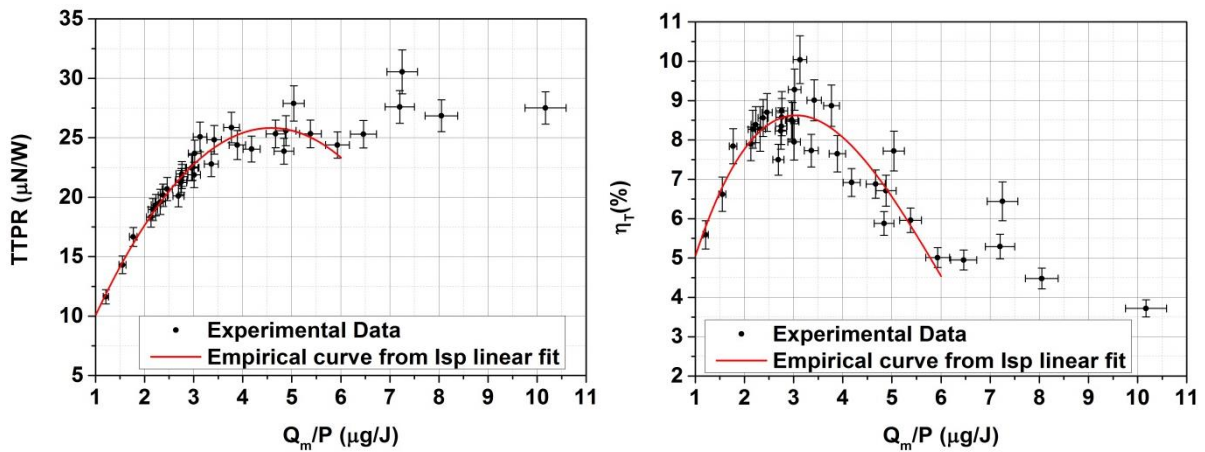 35
30
25
20
15
10
5
TTPR (μN/W)
Experimental Data
Empirical curve from Isp linear fit
1 2 3 4 5 6 7 8 9 10 11
Qm/P (μg/J)
11
10
9
8
7
6
5
4
3
2
ηT(%)
Experimental Data
Empirical curve from Isp linear fit
1 2 3 4 5 6 7 8 9 10 11
Qm/P (μg/J)